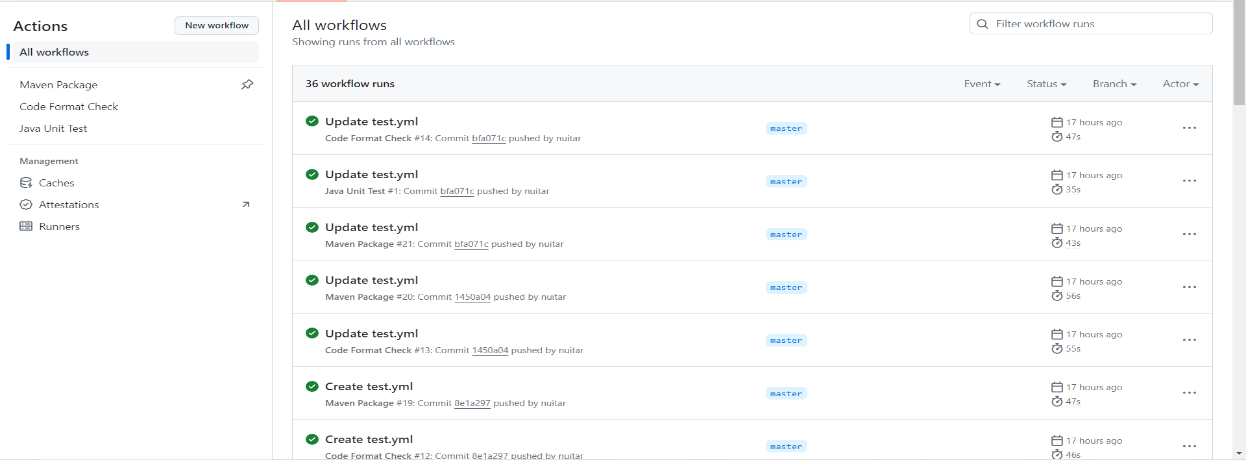 Actions
New workflow
All workflows
Maven Package
Code Format Check
Java Unit Test
Management
Caches
Attestations
Runners
All workflows
Showing runs from all workflows
Filter workflow runs
36 workflow runs
Event
Status
Branch
Actor
Update test.yml
Code Format Check #14: Commit bfa071c pushed by nuitar
master
17 hours ago
47s
Update test.yml
Java Unit Test #1: Commit bfa071c pushed by nuitar
master
17 hours ago
35s
Update test.yml
Maven Package #21: Commit bfa071c pushed by nuitar
master
17 hours ago
43s
Update test.yml
Maven Package #20: Commit 1450a04 pushed by nuitar
master
17 hours ago
56s
Update test.yml
Code Format Check #13: Commit 1450a04 pushed by nuitar
master
17 hours ago
55s
Create test.yml
Maven Package #19: Commit 8e1a297 pushed by nuitar
master
17 hours ago
47s
Create test.yml
Code Format Check #12: Commit 8e1a297 pushed by nuitar
master
17 hours ago
46s